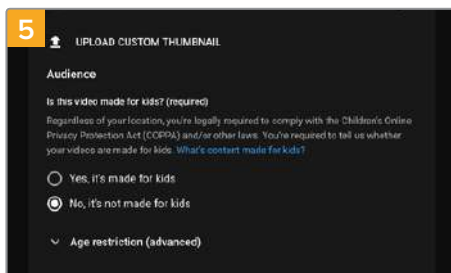 5
UPLOAD CUSTOM THUMBNAIL
Audience
Is this video made for kids? (required)
Regardless of your location, you're legally required to comply with the Children's Online
Privacy Protection Act (COPPA) and/or other laws. You're required to tell us whether
your videos are made for kids. What's content made for kids?
Yes, it's made for kids
No, it's not made for kids
Age restriction (advanced)